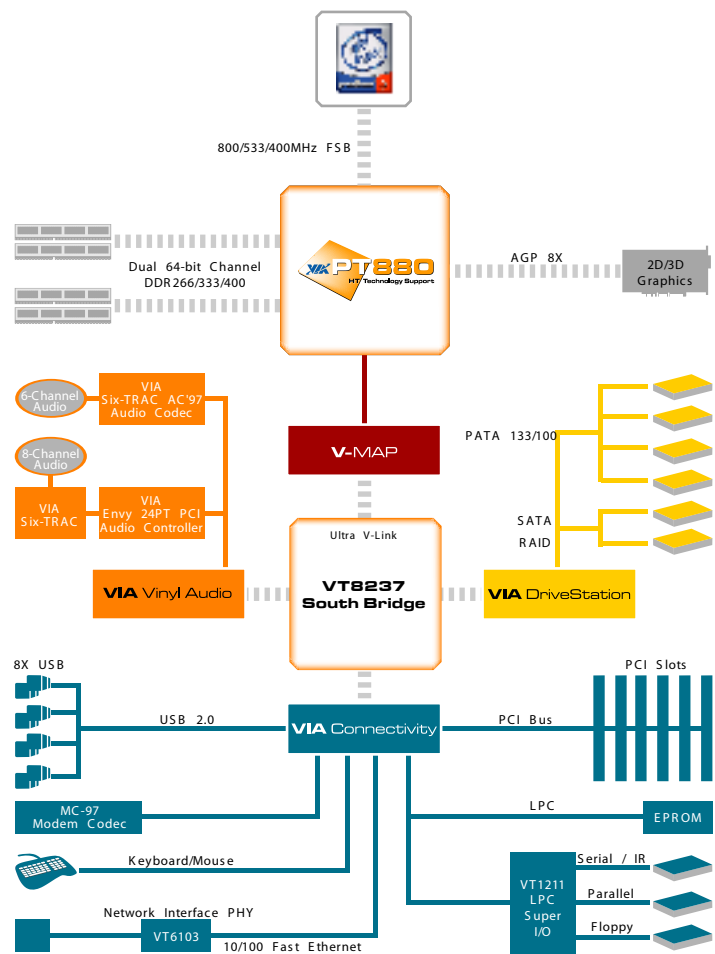 800/533/400MHz FSB
VIA PT880
HT Technology Support
Dual 64-bit Channel
DDR266/333/400
AGP 8X
2D/3D
Graphics
6-Channel
Audio
VIA
Six-TRAC AC'97
Audio Codec
8-Channel
Audio
VIA
Six-TRAC
VIA
Envy 24PT PCI
Audio Controller
V-MAP
PATA 133/100
SATA
RAID
Ultra V-Link
VT8237
South Bridge
VIA Vinyl Audio
VIA DriveStation
8X USB
USB 2.0
VIA Connectivity
PCI Bus
PCI Slots
MC-97
Modem Codec
LPC
EPROM
Keyboard/Mouse
VT1211
LPC
Super
I/O
Serial / IR
Parallel
Floppy
Network Interface PHY
VT6103
10/100 Fast Ethernet